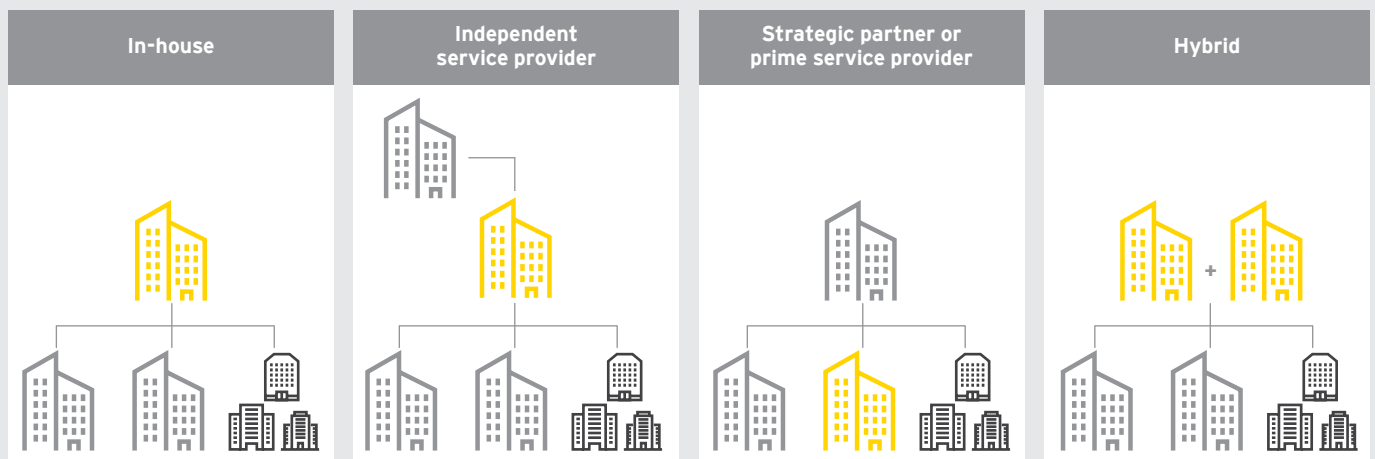 In-house
Independent
service provider
Strategic partner or
prime service provider
Hybrid
+